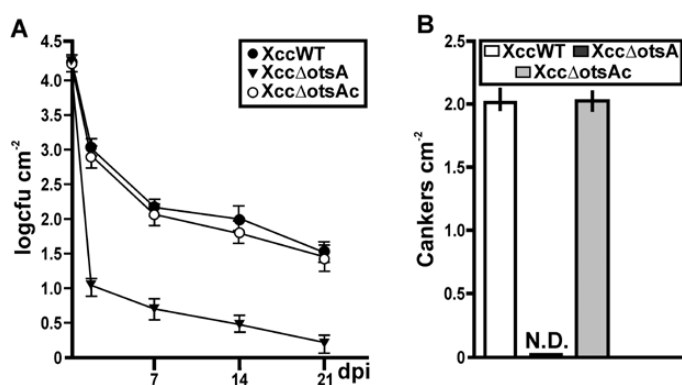 A
4.5
4.0
3.5
3.0
2.5
2.0
1.5
1.0
0.5
0
logcfu cm-2
XccWT
XccΔotsA
XccΔotsAc
7
14
21
dpi
B
2.5
2.0
1.5
1.0
0.5
0
Cankers cm-2
XccWT
XccΔotsA
XccΔotsAc
N.D.